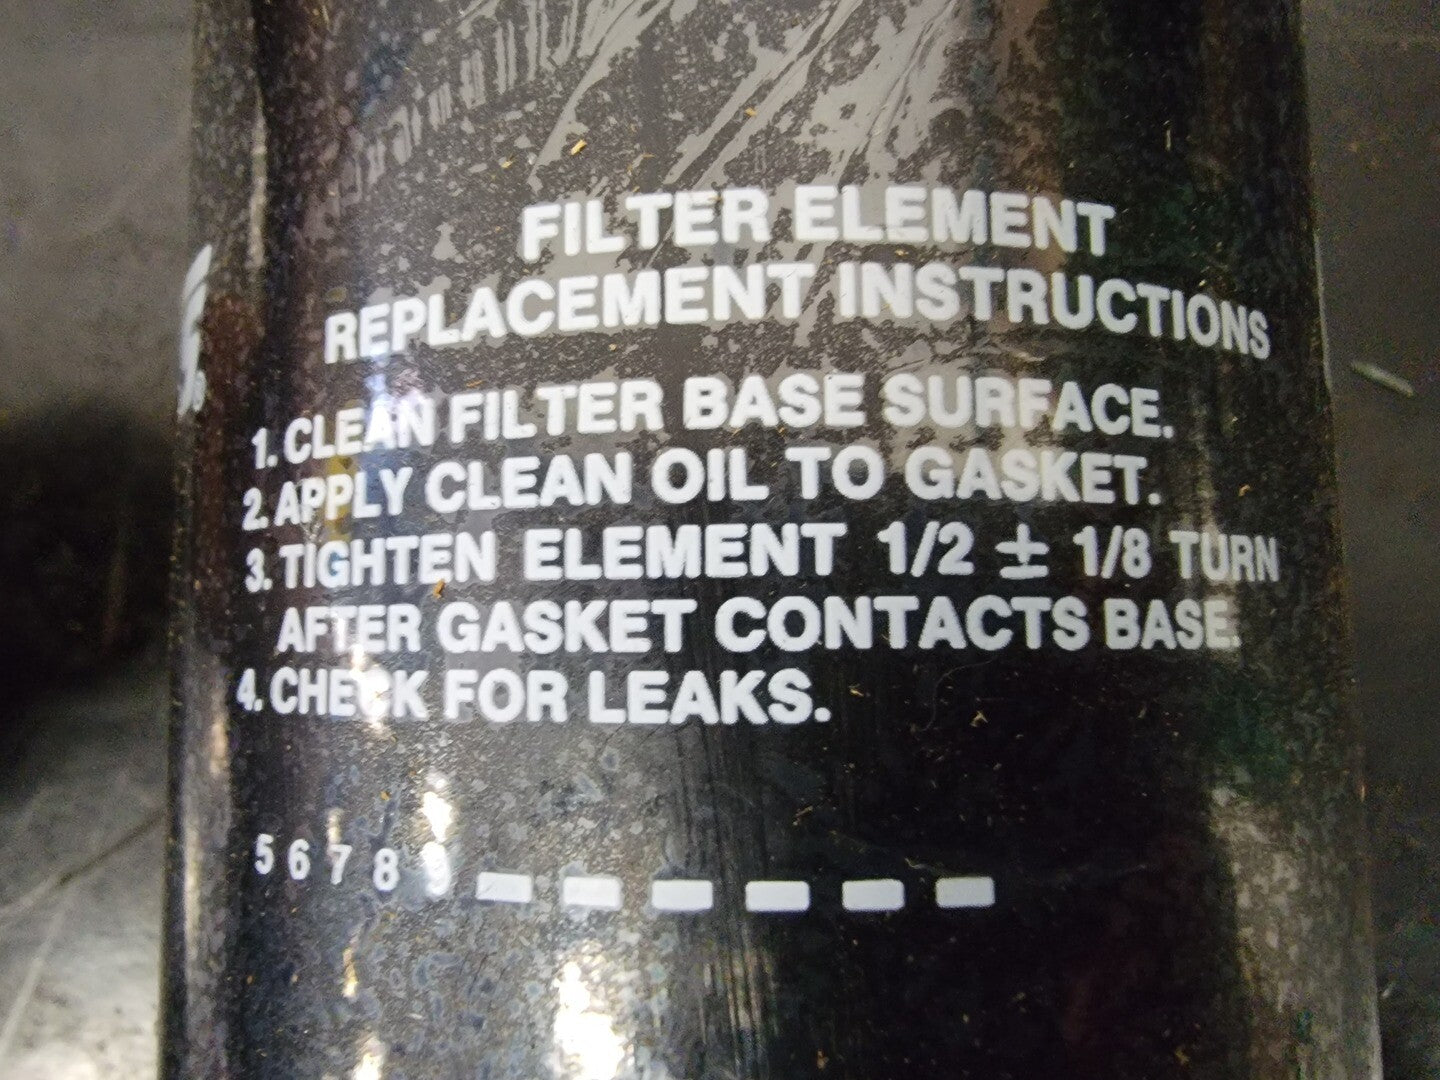 FILTER ELEMENT
REPLACEMENT INSTRUCTIONS
1. CLEAN FILTER BASE SURFACE.
2. APPLY CLEAN OIL TO GASKET.
3. TIGHTEN ELEMENT 1/2 ± 1/8 TURN
AFTER GASKET CONTACTS BASE.
4. CHECK FOR LEAKS.
5 6 7 8